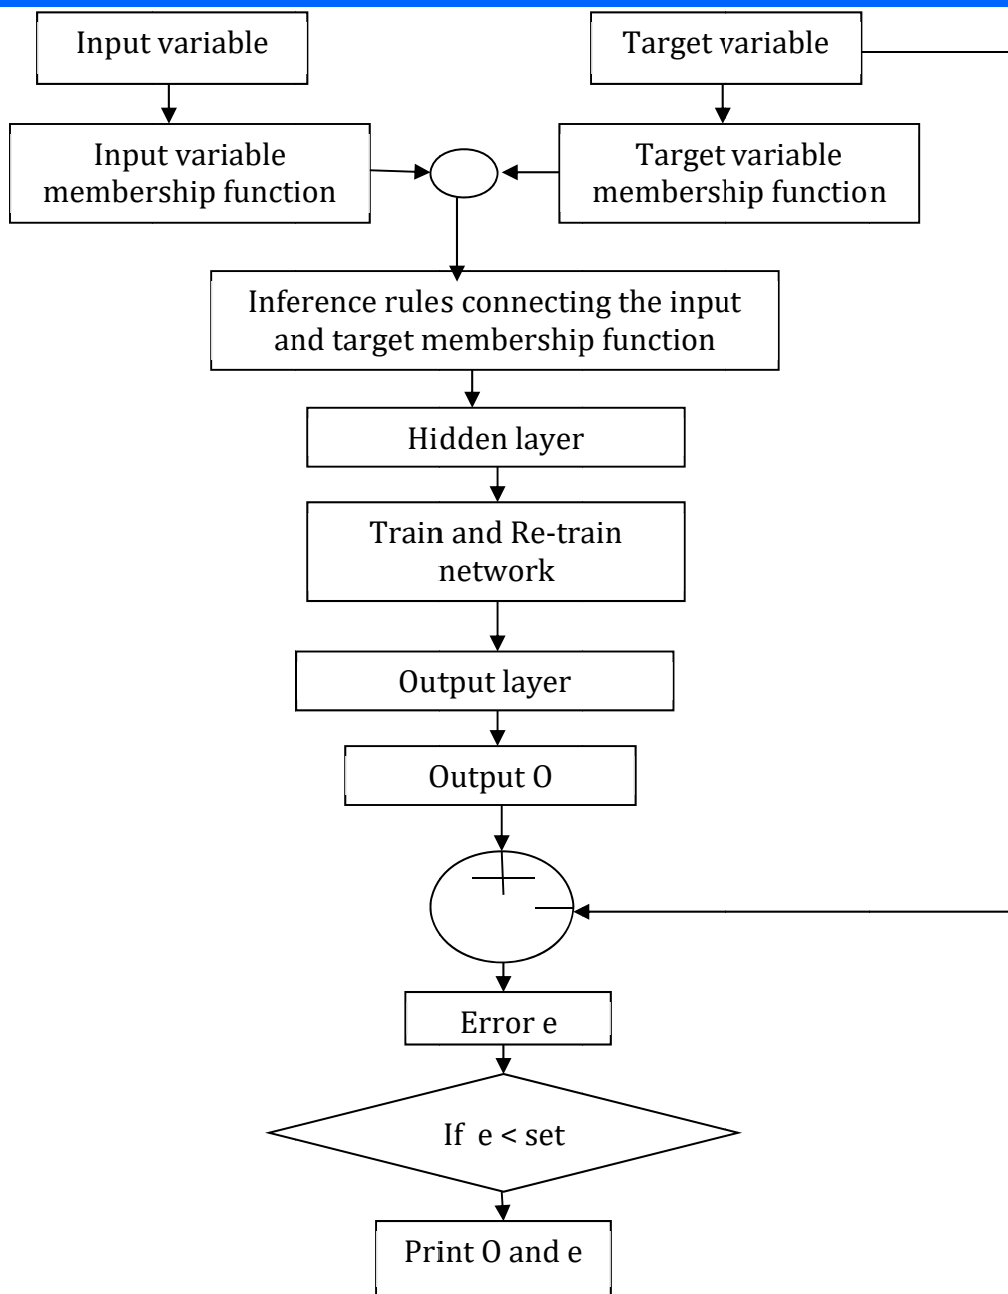 Input variable
Target variable
Input variable
membership function
Target variable
membership function
Inference rules connecting the input
and target membership function
Hidden layer
Train and Re-train
network
Output layer
Output O
Error e
If e < set
Print O and e